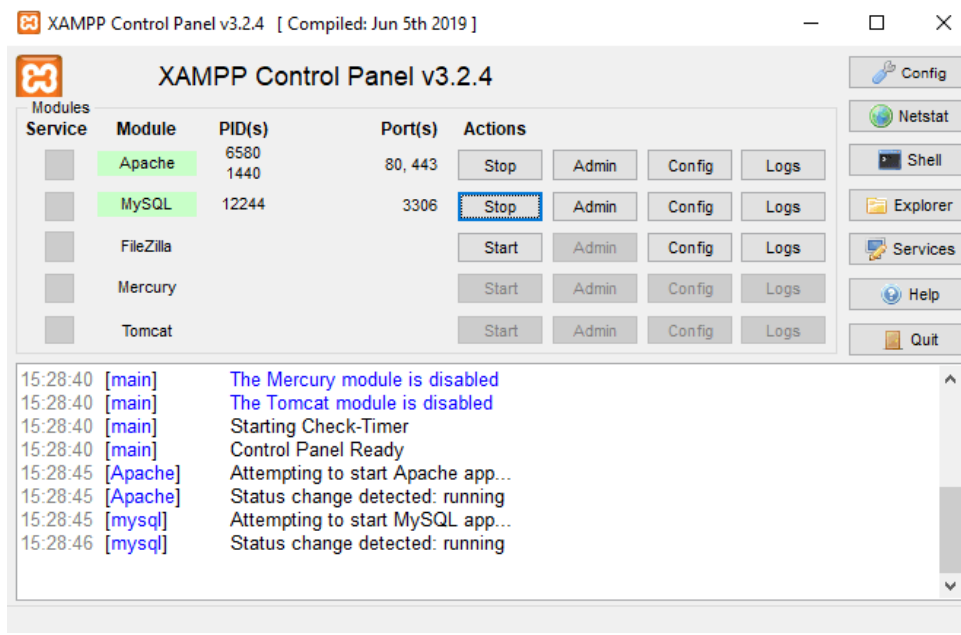 XAMPP Control Panel v3.2.4 [ Compiled: Jun 5th 2019 ]
XAMPP Control Panel v3.2.4
Config
Modules
Service Module PID(s) Port(s) Actions
Netstat
Apache 6580 1440 80, 443 Stop Admin Config Logs
Shell
MySQL 12244 3306 Stop Admin Config Logs
Explorer
FileZilla Start Admin Config Logs
Services
Mercury Start Admin Config Logs
Help
Tomcat Start Admin Config Logs
Quit
15:28:40 [main] The Mercury module is disabled
15:28:40 [main] The Tomcat module is disabled
15:28:40 [main] Starting Check-Timer
15:28:40 [main] Control Panel Ready
15:28:45 [Apache] Attempting to start Apache app...
15:28:45 [Apache] Status change detected: running
15:28:45 [mysql] Attempting to start MySQL app...
15:28:46 [mysql] Status change detected: running